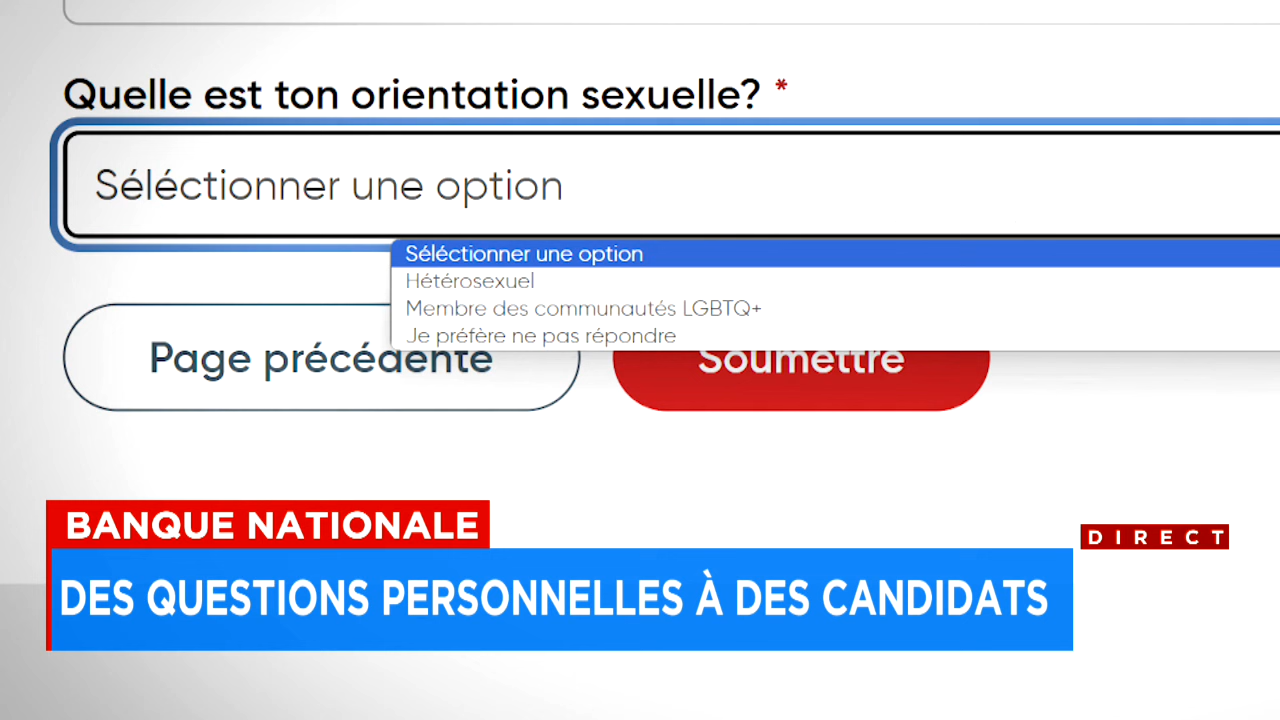 Quelle est ton orientation sexuelle? *
Séléctionner une option
Séléctionner une option
Hétérosexuel
Membre des communautés LGBTQ+
Je préfère ne pas répondre
Page précédente
Soumettre
BANQUE NATIONALE
DIRECT
DES QUESTIONS PERSONNELLES À DES CANDIDATS